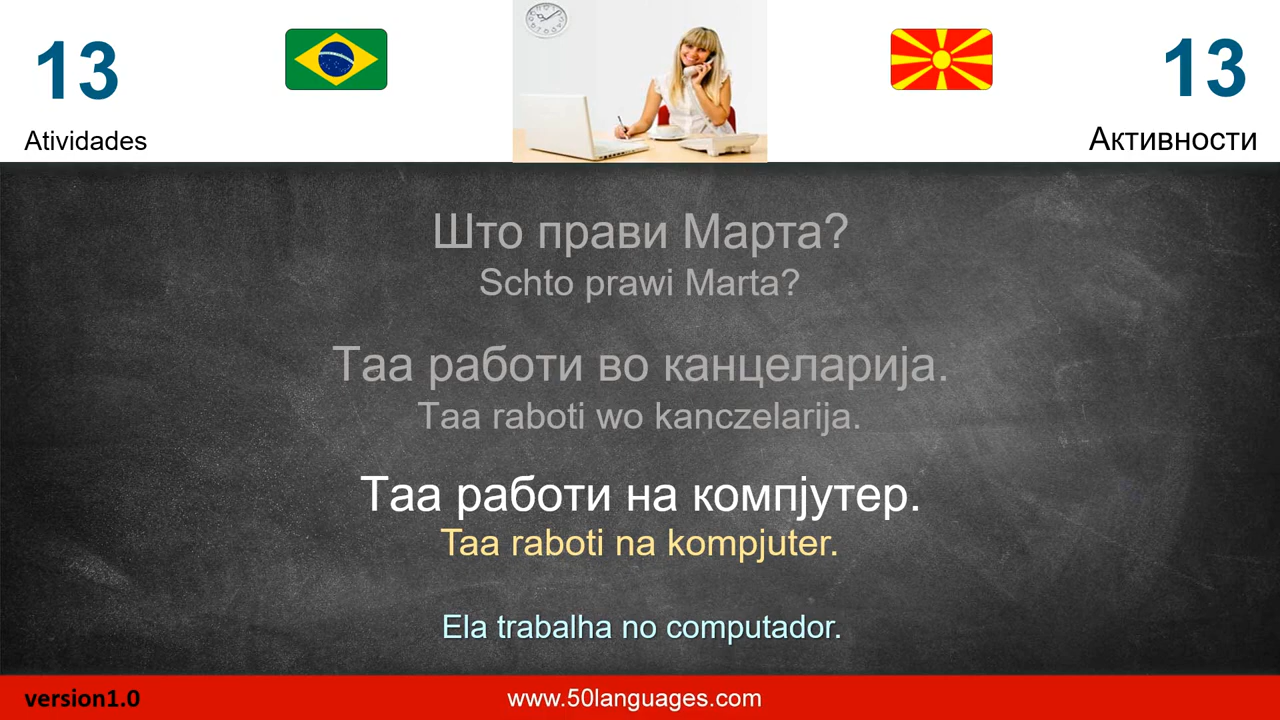 13
13
Atividades
Активности
Што прави Марта?
Schto prawi Marta?
Таа работи во канцеларија.
Taa raboti wo kanczelarija.
Таа работи на компјутер.
Taa raboti na kompjuter.
Ela trabalha no computador.
version1.0
www.50languages.com